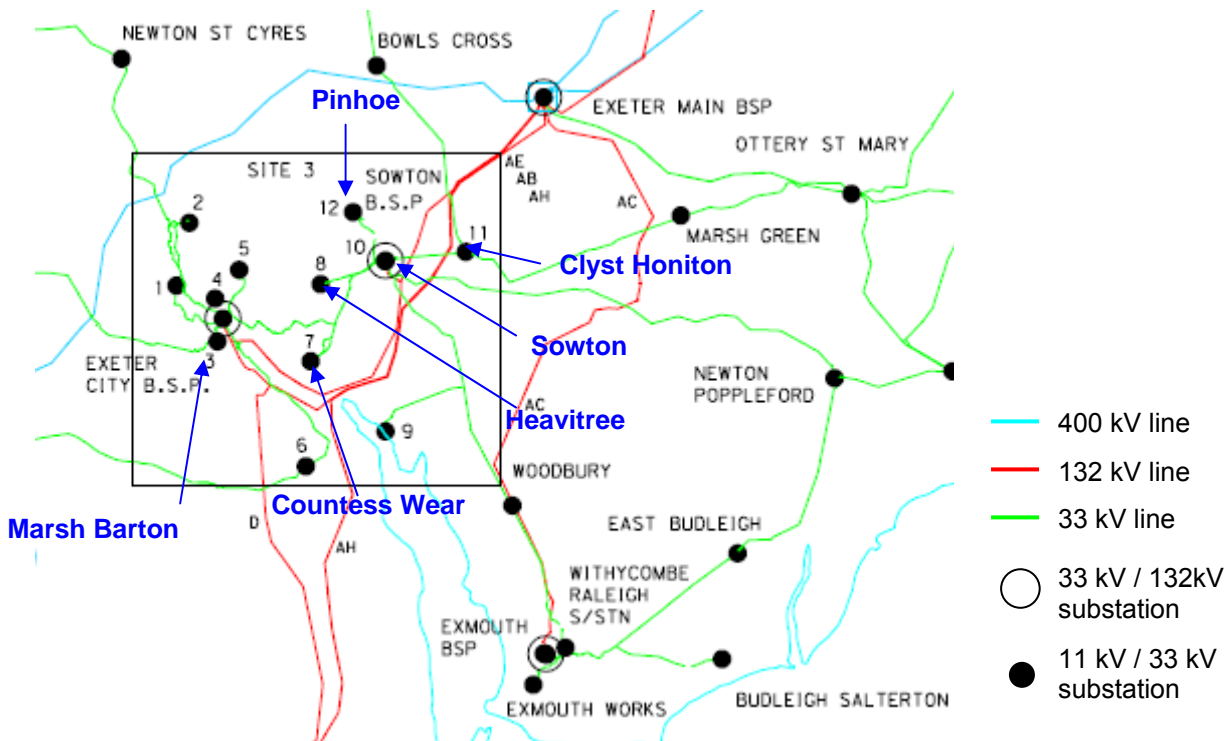 NEWTON ST CYRES
BOWLS CROSS
Pinhoe
EXETER MAIN BSP
OTTERY ST MARY
SITE 3
SOWTON
B.S.P
AE
AB
AH
AC
2
12
11
MARSH GREEN
5
10
Clyst Honiton
8
1
4
Sowton
3
7
EXETER
CITY B.S.P.
NEWTON
POPPLEFORD
AC
Heavitree
9
400 kV line
6
WOODBURY
132 kV line
Countess Wear
Marsh Barton
D
AH
EAST BUDLEIGH
33 kV line
WITHYCOMBE
RALEIGH
S/STN
33 kV / 132kV
substation
EXMOUTH
BSP
11 kV / 33 kV
substation
EXMOUTH WORKS
BUDLEIGH SALTERTON